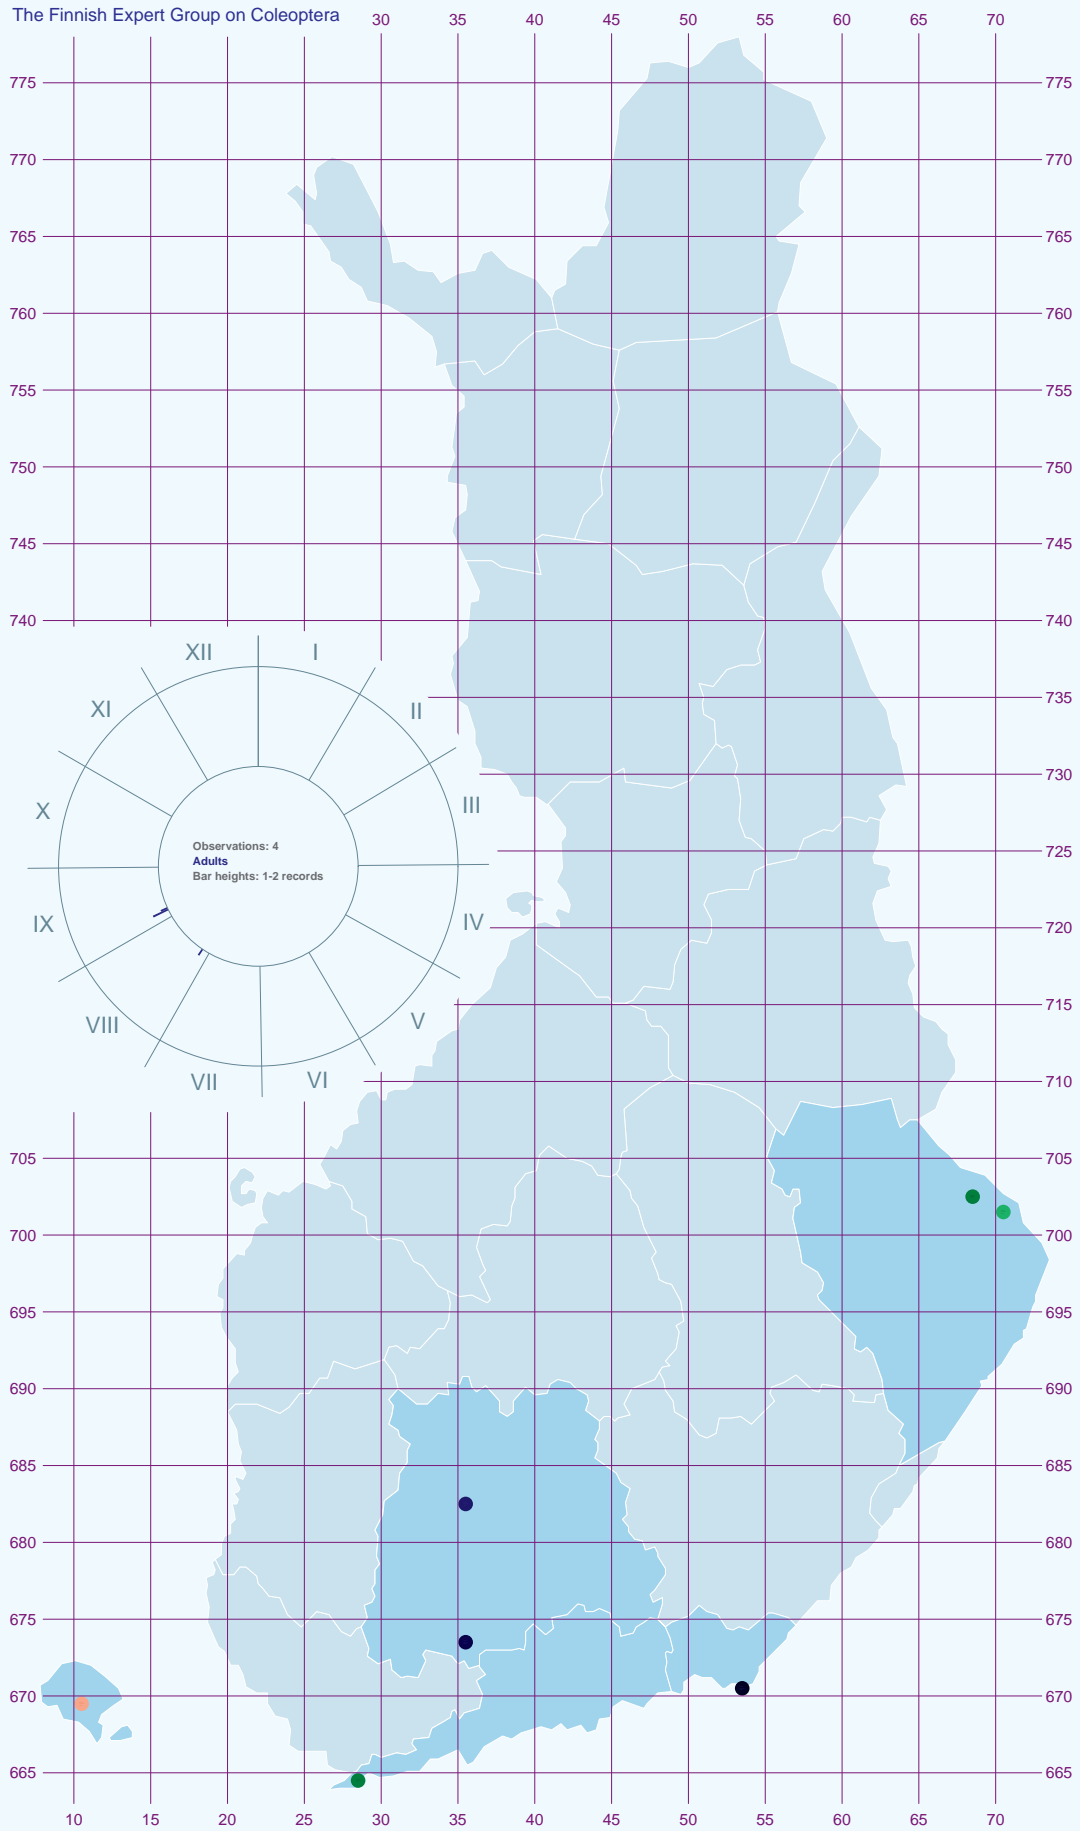 The Finnish Expert Group on Coleoptera
30 35 40 45 50 55 60 65 70
775 775
770 770
765 765
760 760
755 755
750 750
745 745
740 740
XII I
XI II
735
730
X III
725
Observations: 4
Adults
Bar heights: 1-2 records
IX IV
720
715
VIII V
VII VI
710
705 705
700 700
695 695
690 690
685 685
680 680
675 675
670 670
665 665
10 15 20 25 30 35 40 45 50 55 60 65 70